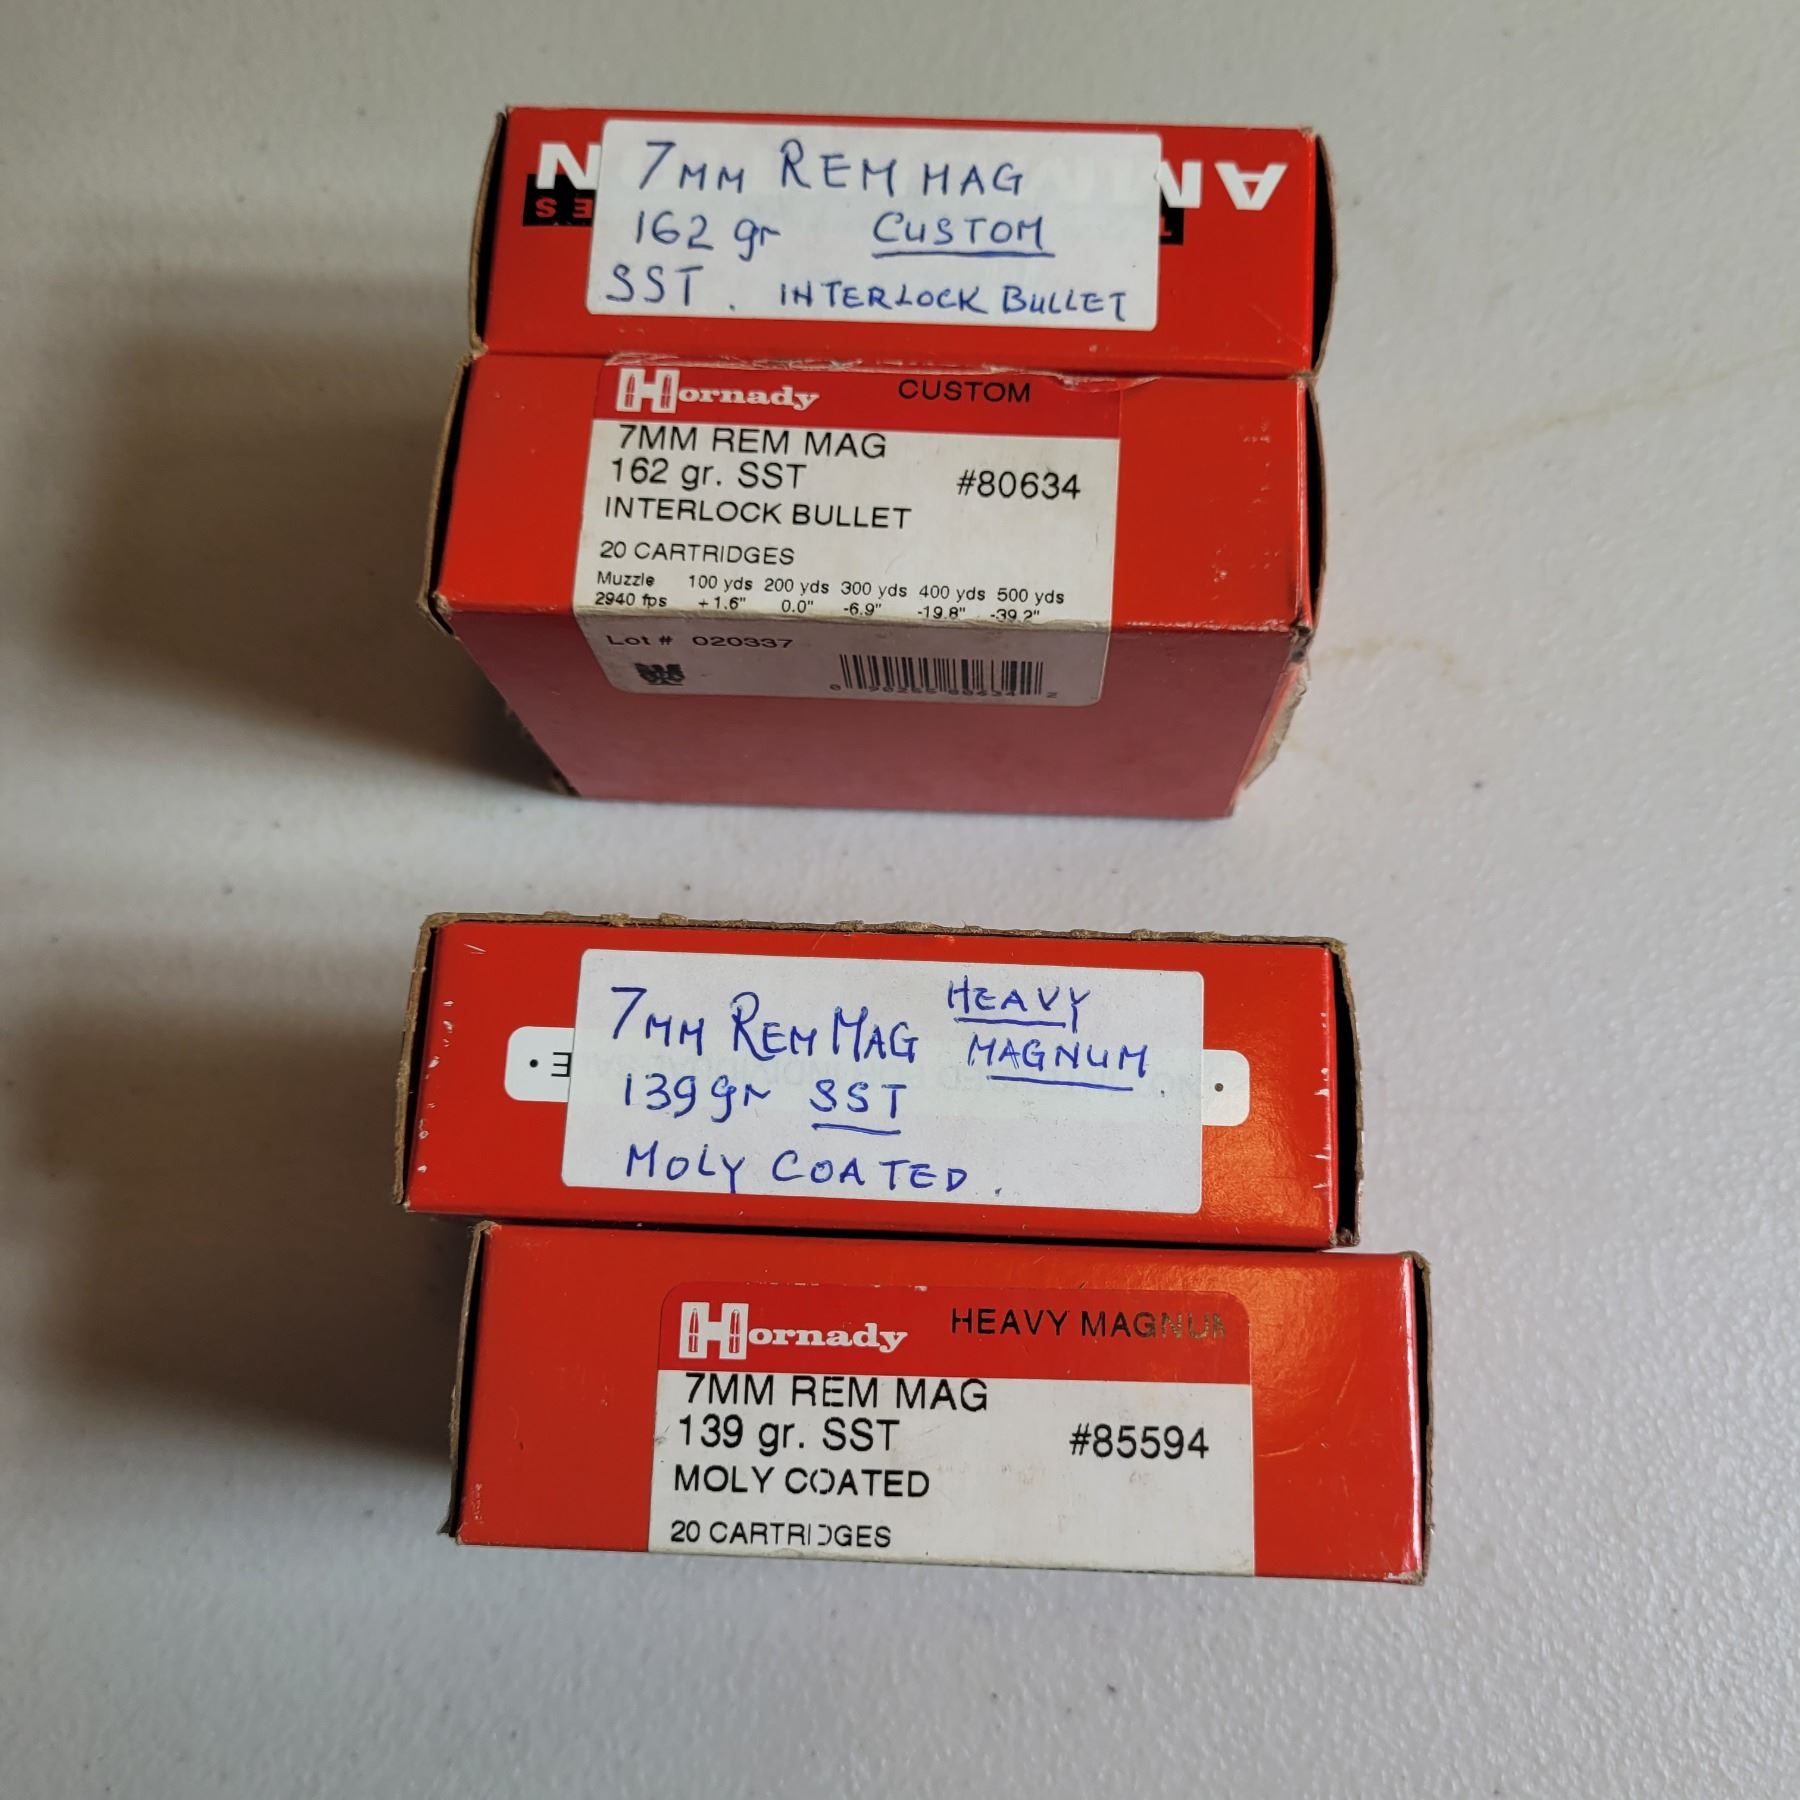 7MM REM MAG
162 gr CUSTOM
SST. INTERLOCK BULLET
Hornady CUSTOM
7MM REM MAG
162 gr. SST #80634
INTERLOCK BULLET
20 CARTRIDGES
Muzzle 100 yds 200 yds 300 yds 400 yds 500 yds
2940 fps +1.6" 0.0" -6.9" -19.8" -39.2"
Lot # 020337
7MM REM MAG HEAVY
MAGNUM.
139 gr SST
MOLY COATED.
Hornady HEAVY MAGNUM
7MM REM MAG
139 gr. SST #85594
MOLY COATED
20 CARTRIDGES